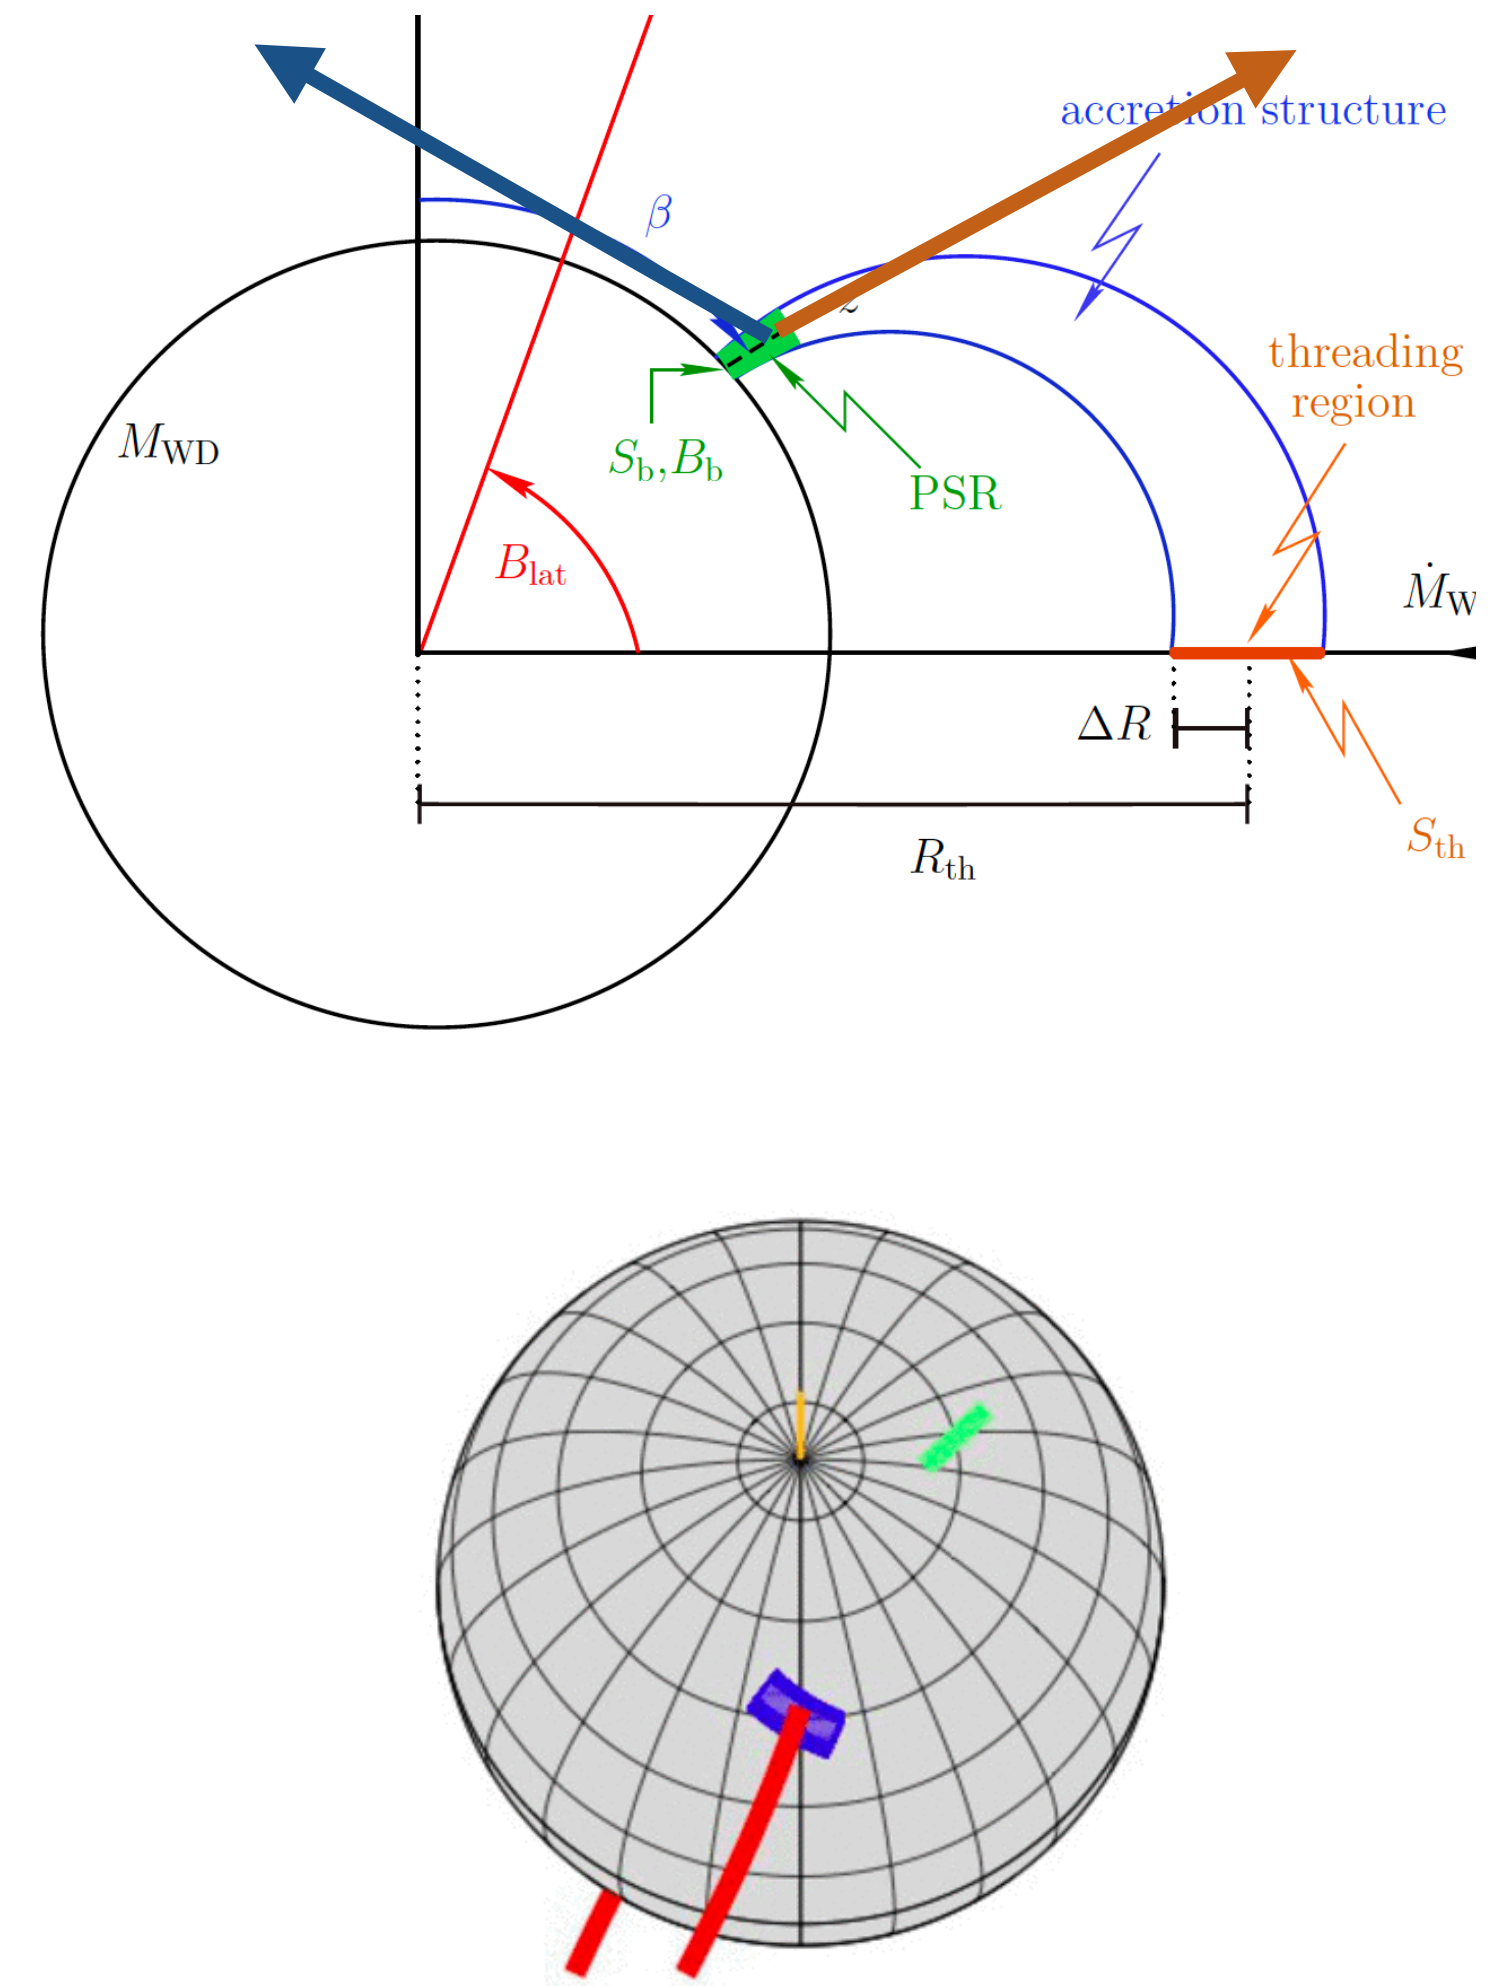 accretion structure
β
z
threading
region
M_WD
S_b,B_b
PSR
B_lat
Ṁ_W
ΔR
S_th
R_th